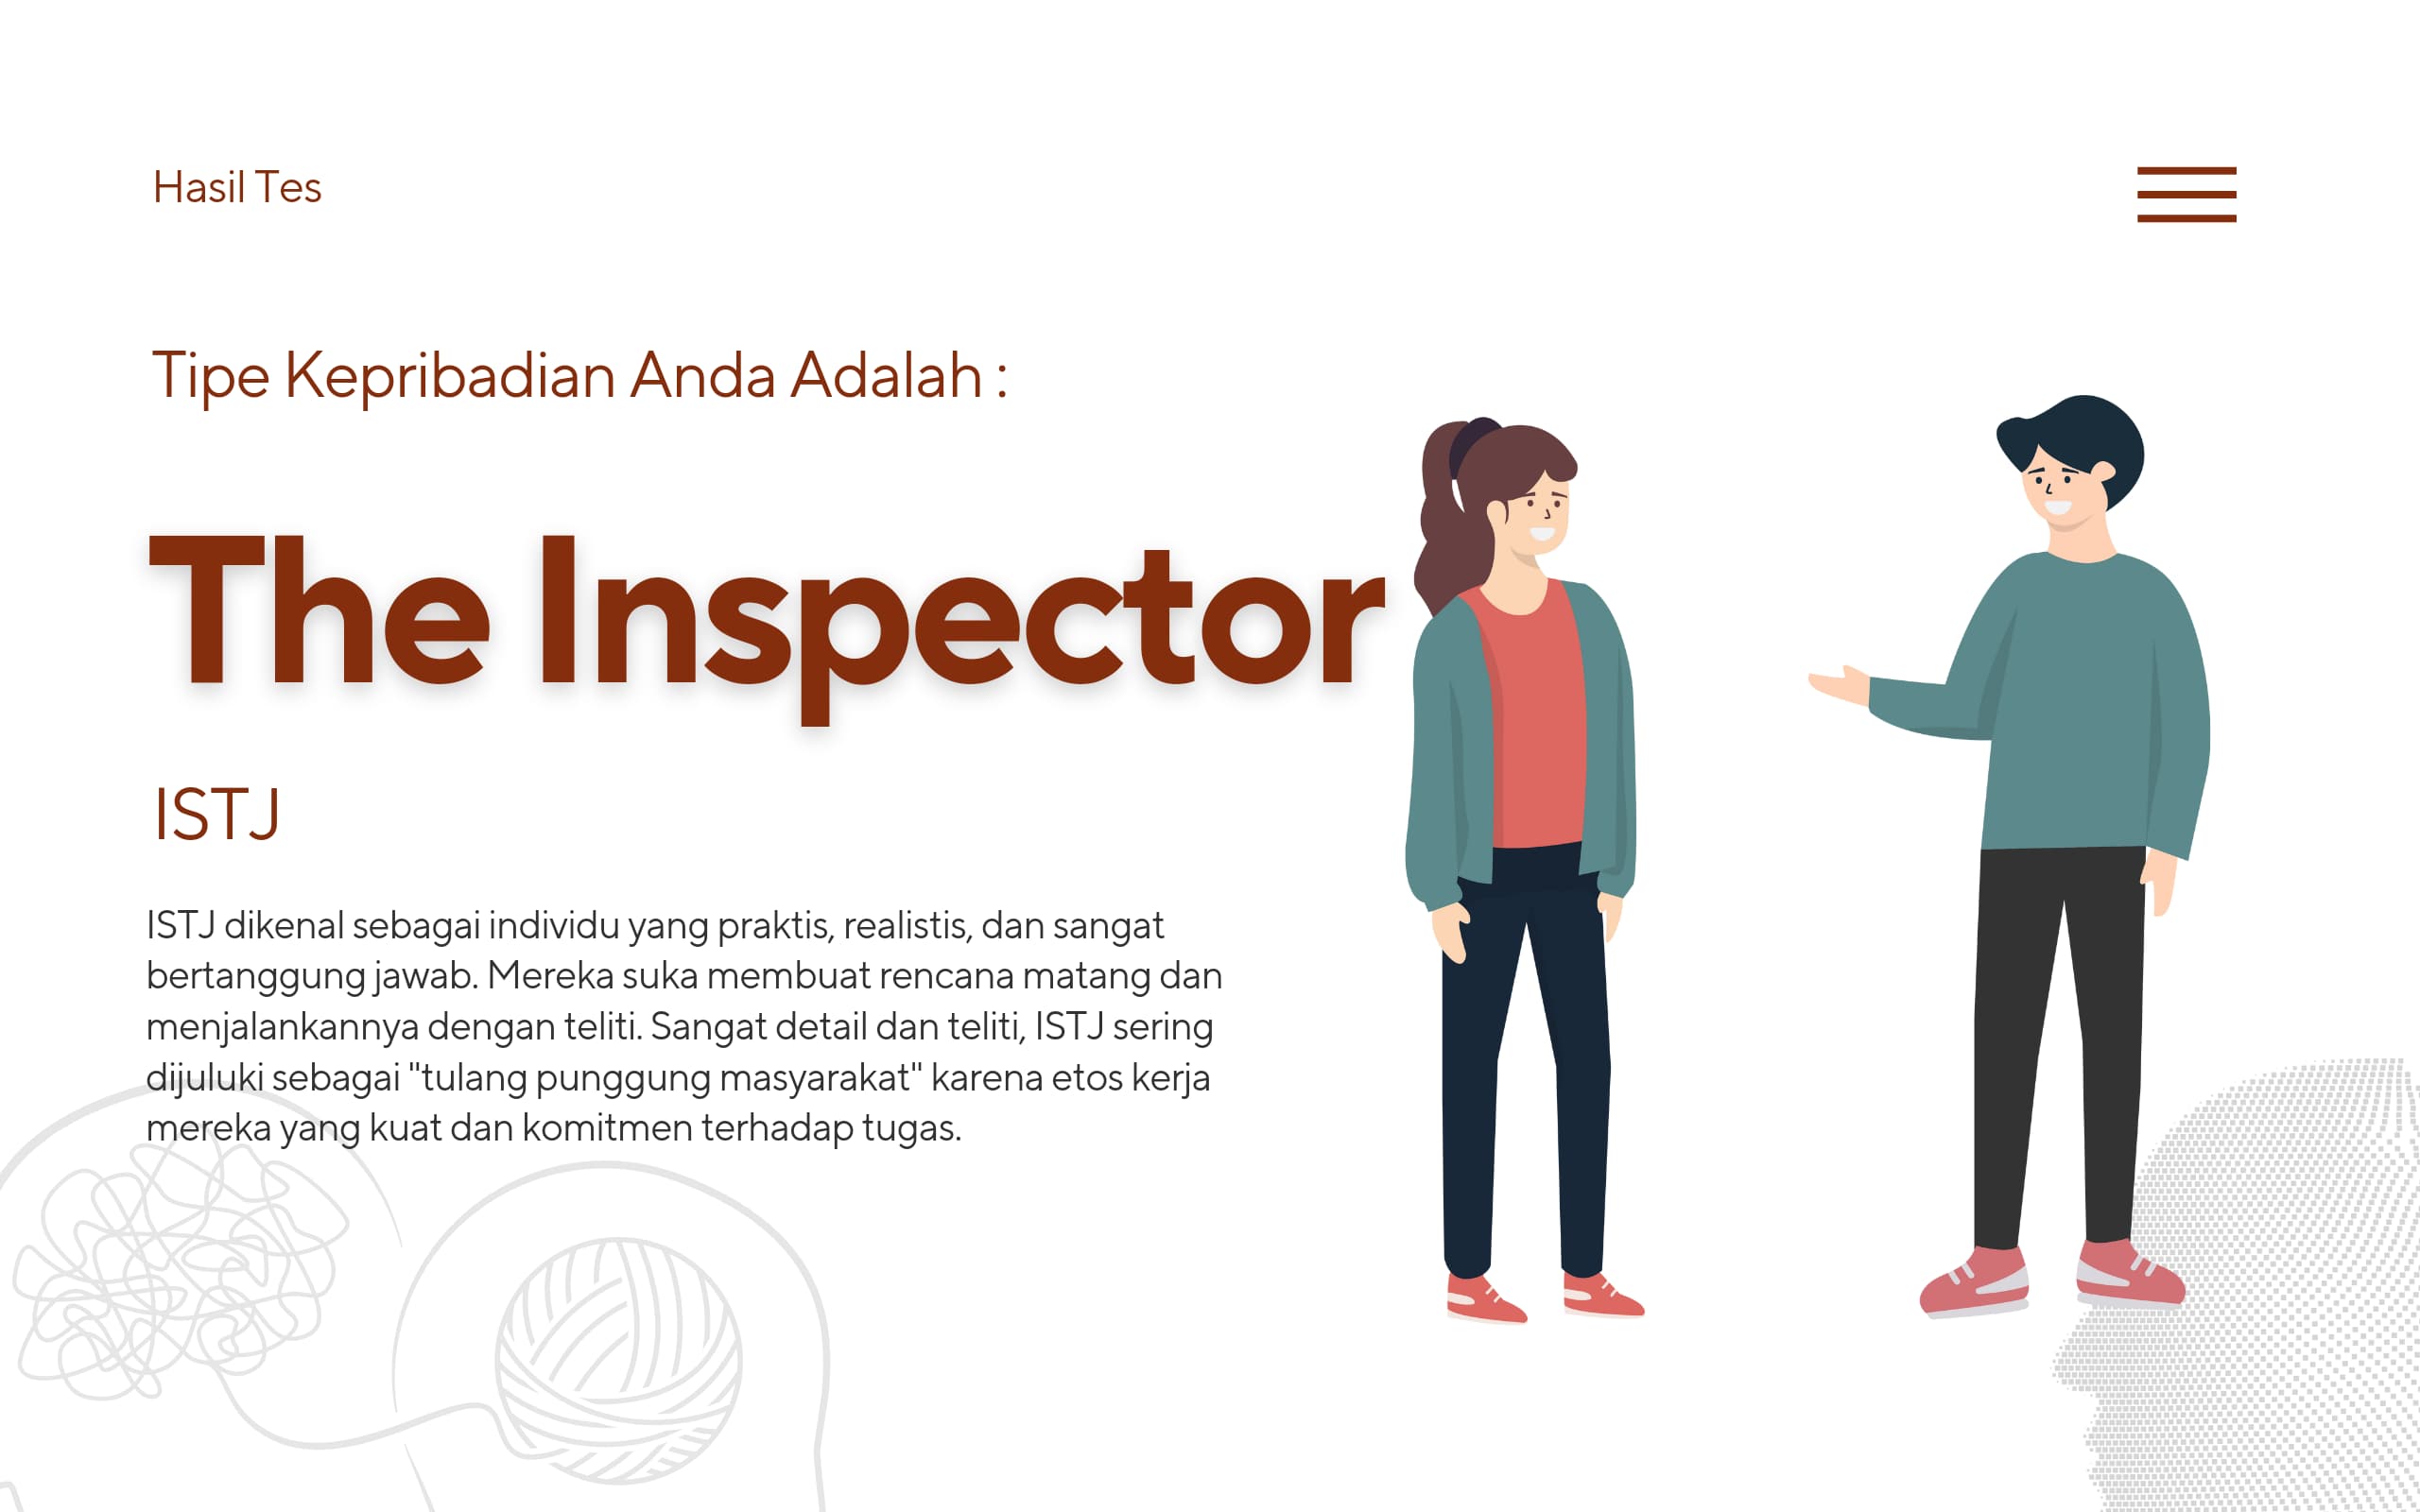 Hasil Tes
Tipe Kepribadian Anda Adalah :
The Inspector
ISTJ
ISTJ dikenal sebagai individu yang praktis, realistis, dan sangat
bertanggung jawab. Mereka suka membuat rencana matang dan
menjalankannya dengan teliti. Sangat detail dan teliti, ISTJ sering
dijuluki sebagai "tulang punggung masyarakat" karena etos kerja
mereka yang kuat dan komitmen terhadap tugas.